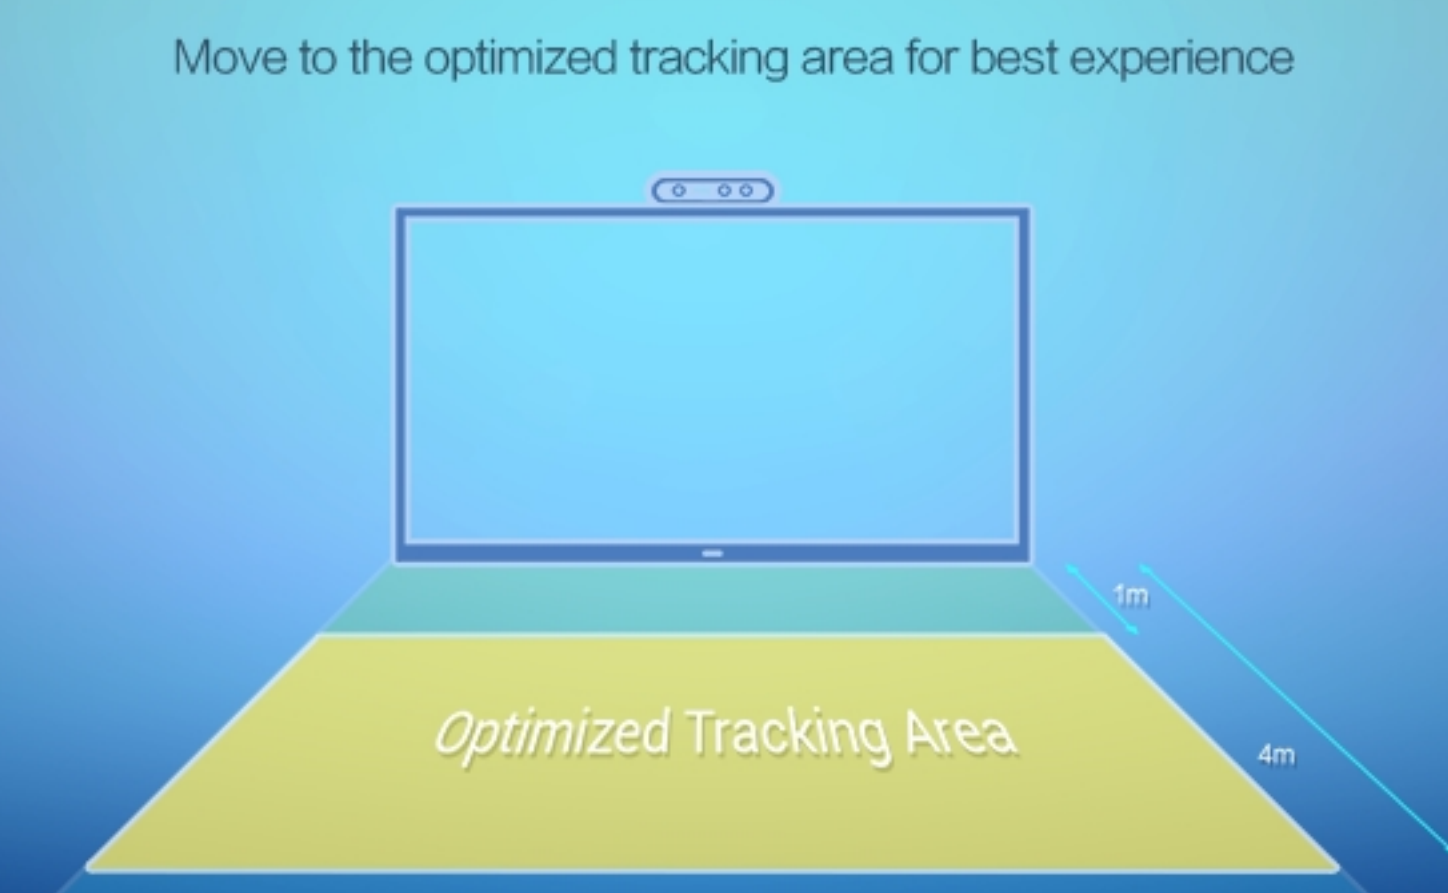 Move to the optimized tracking area for best experience
1m
Optimized Tracking Area
4m